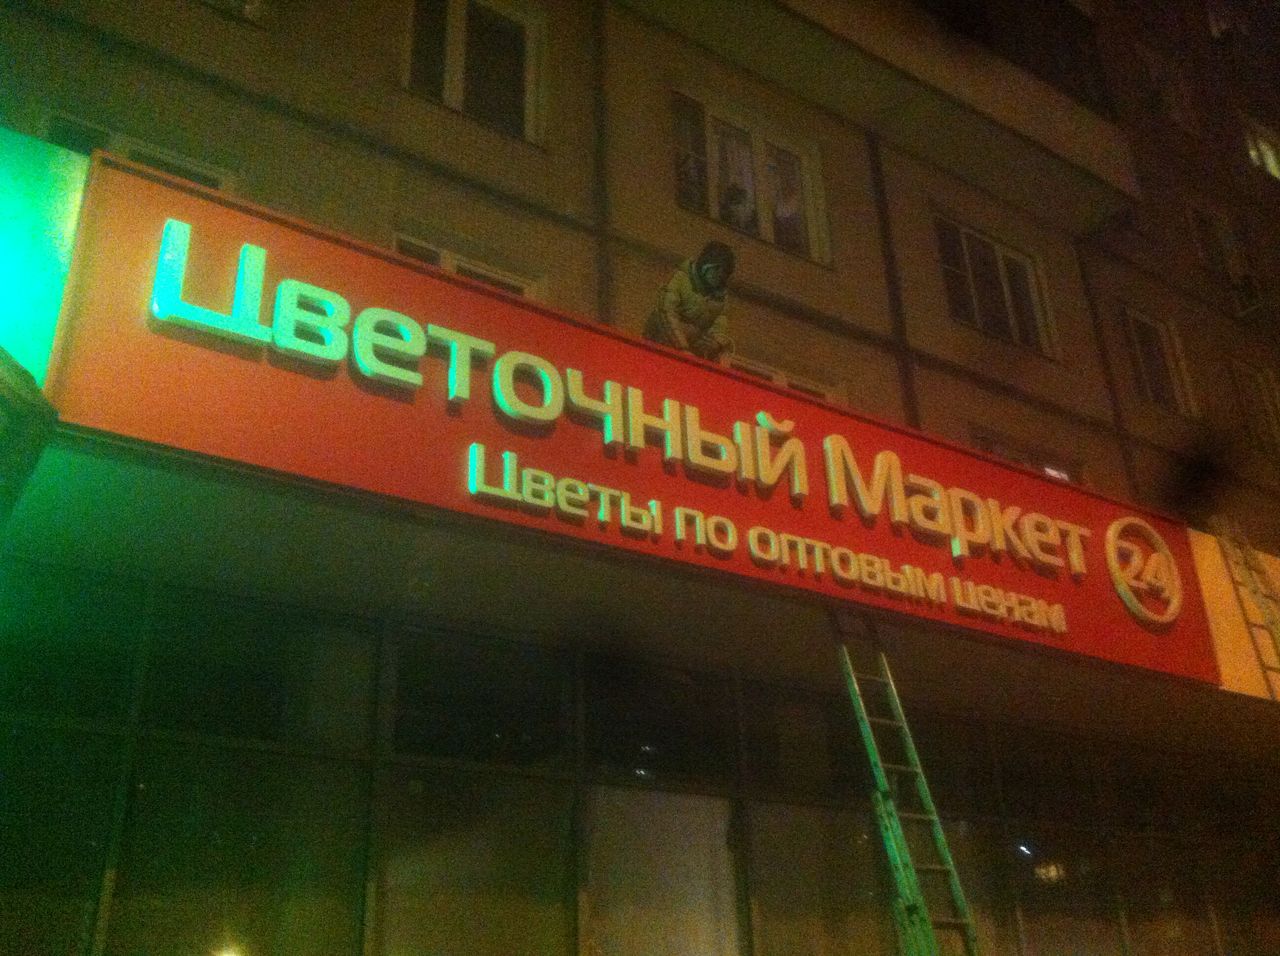 Цветочный Маркет 24
Цветы по оптовым ценам